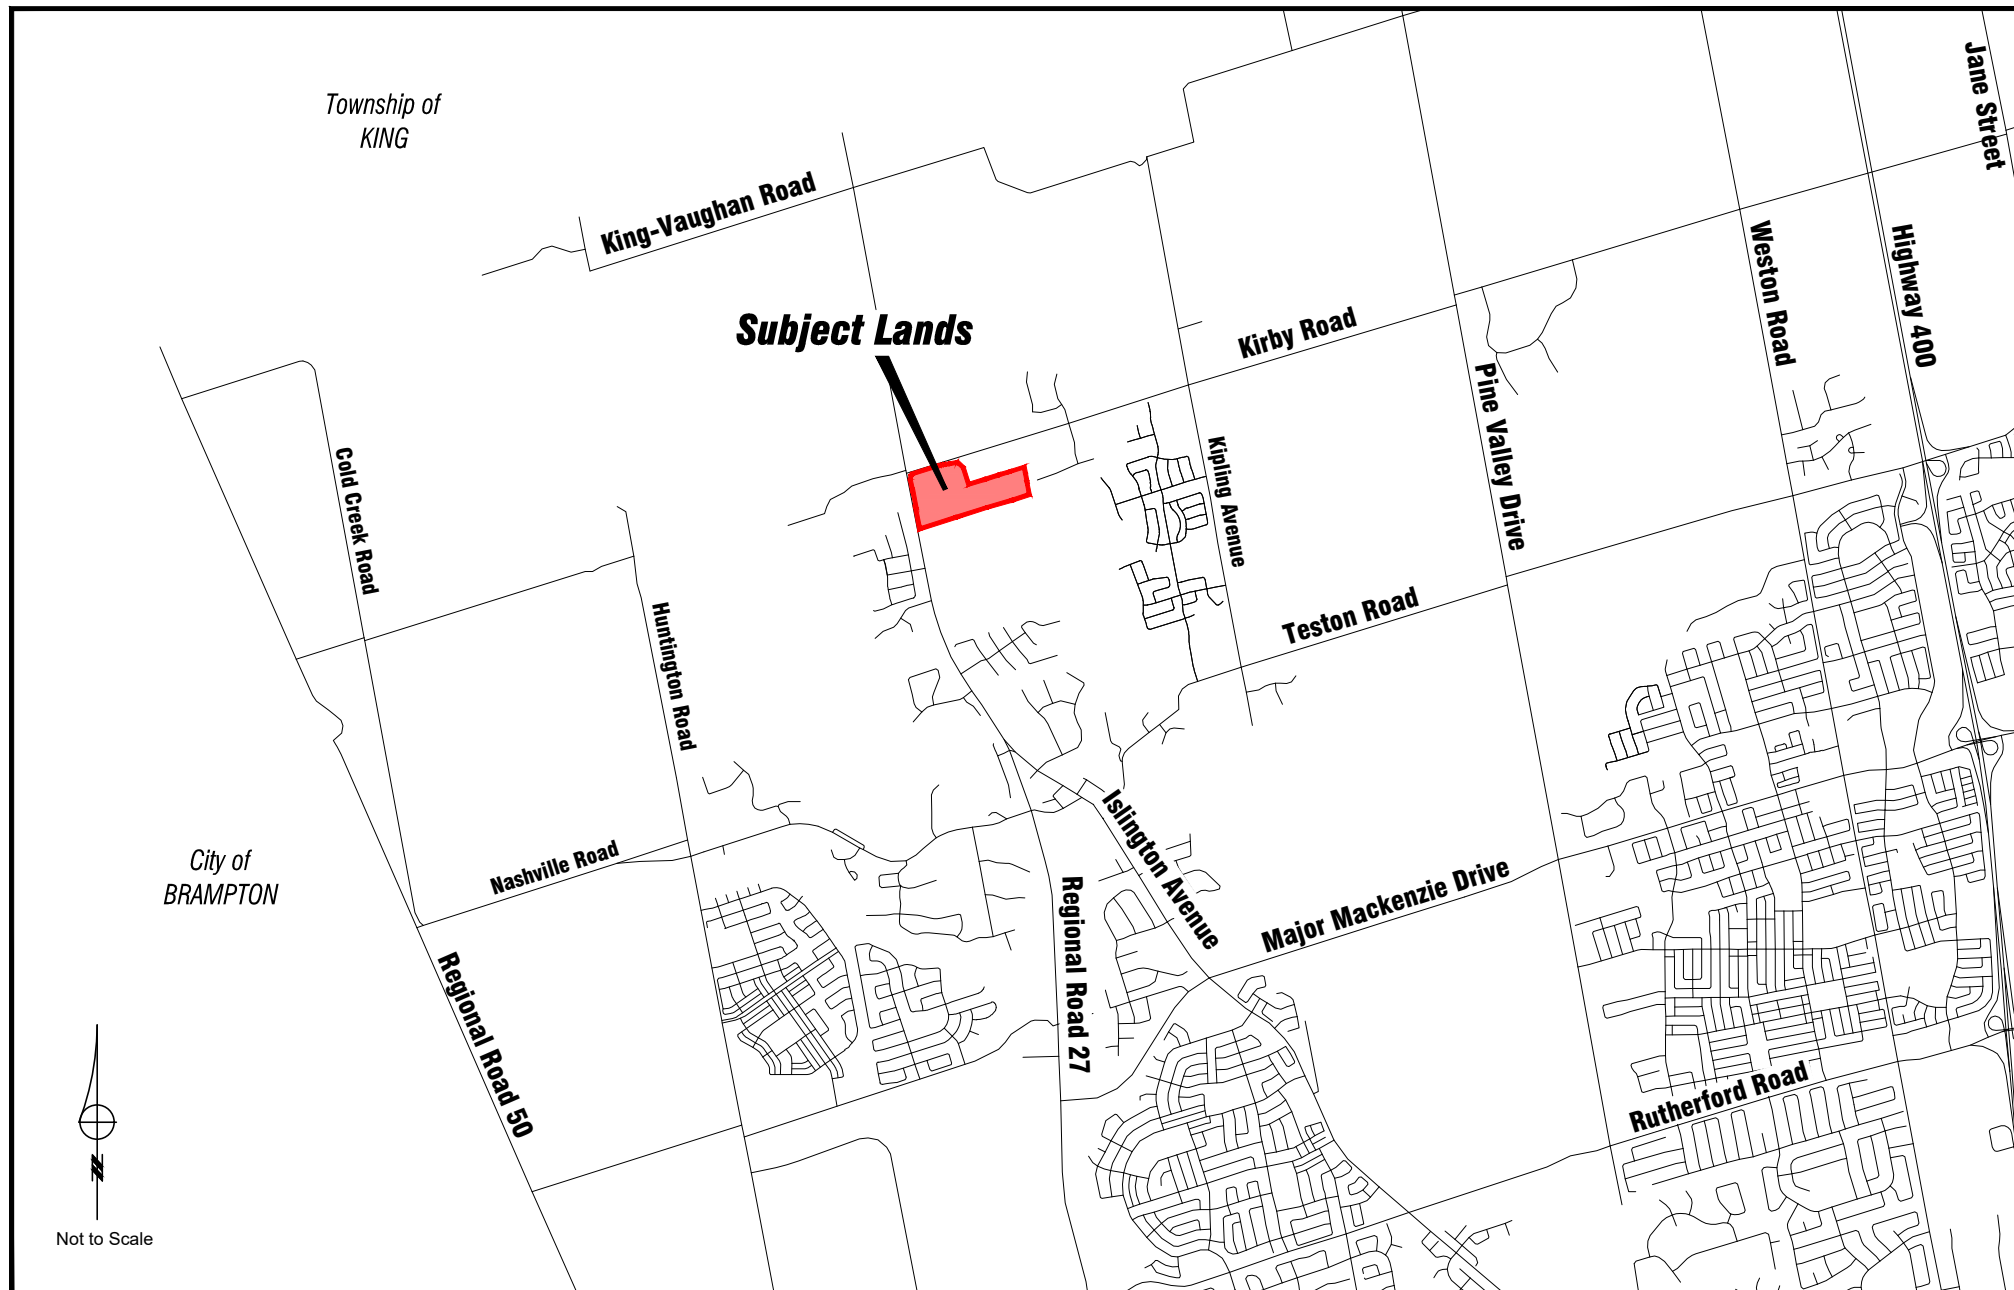 Township of
KING
Jane Street
King-Vaughan Road
Weston Road
Highway 400
Subject Lands
Kirby Road
Pine Valley Drive
Cold Creek Road
Kipling Avenue
Huntington Road
Teston Road
Islington Avenue
City of
BRAMPTON
Nashville Road
Major Mackenzie Drive
Regional Road 27
Regional Road 50
Rutherford Road
N
Not to Scale